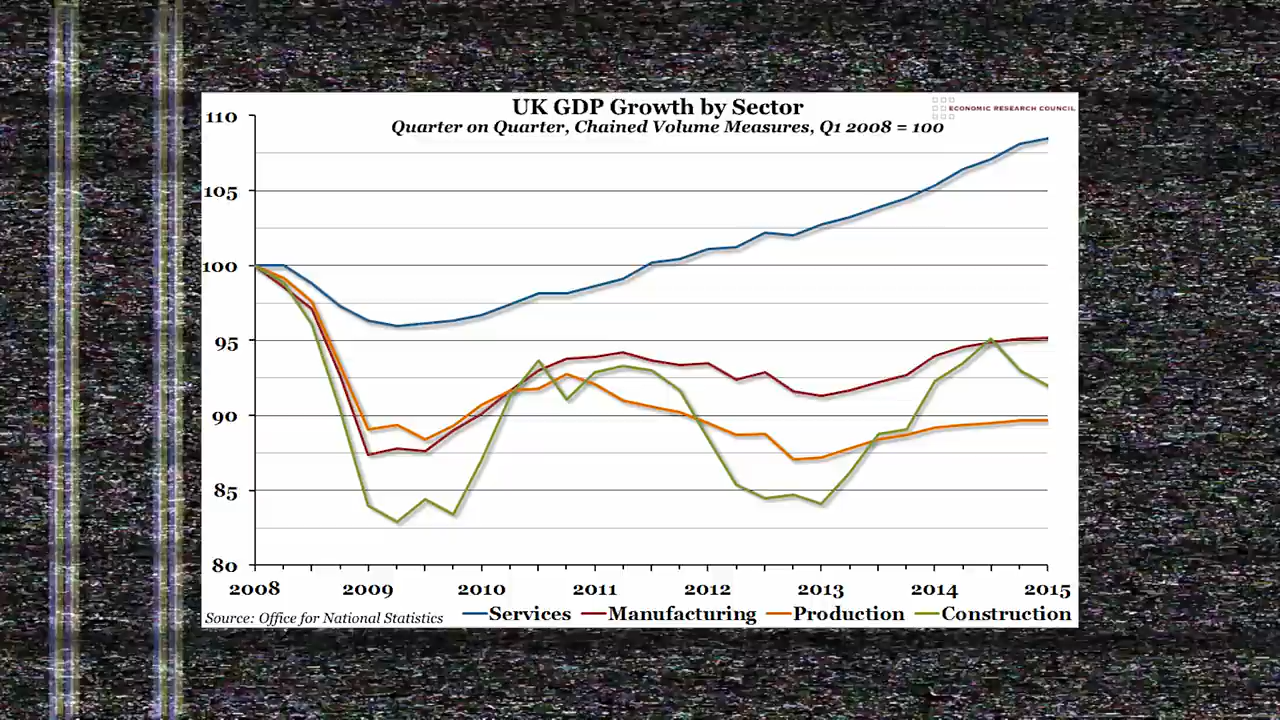 UK GDP Growth by Sector
ECONOMIC RESEARCH COUNCIL
Quarter on Quarter, Chained Volume Measures, Q1 2008 = 100
110
105
100
95
90
85
80
2008 2009 2010 2011 2012 2013 2014 2015
Source: Office for National Statistics
Services Manufacturing Production Construction